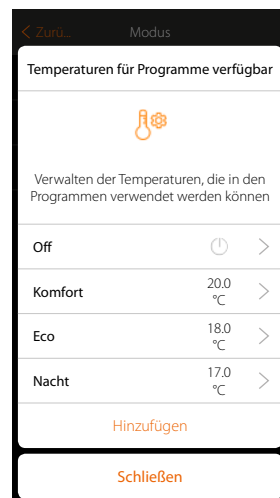 Zurü... Modus
Temperaturen für Programme verfügbar
Verwalten der Temperaturen, die in den
Programmen verwendet werden können
Off
Komfort 20.0 °C
Eco 18.0 °C
Nacht 17.0 °C
Hinzufügen
Schließen